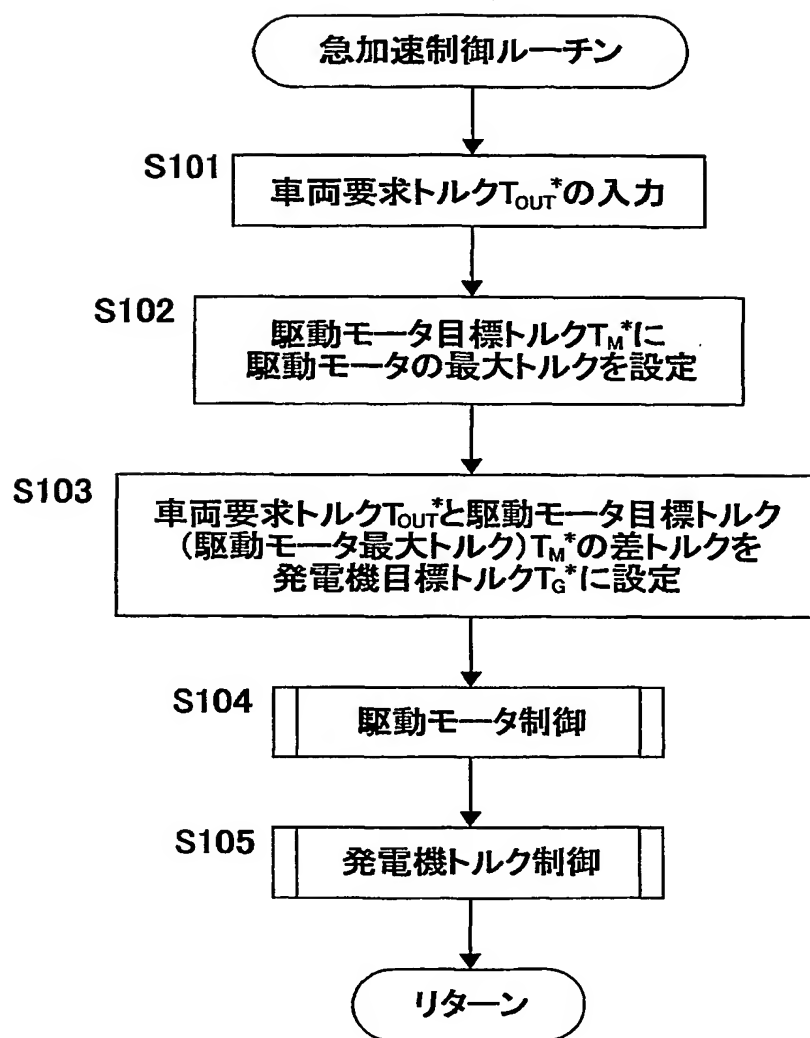 急加速制御ルーチン
S101
車両要求トルクTOUT*の入力
S102
駆動モータ目標トルクTM*に
駆動モータの最大トルクを設定
S103
車両要求トルクTOUT*と駆動モータ目標トルク
(駆動モータ最大トルク)TM*の差トルクを
発電機目標トルクTG*に設定
S104
駆動モータ制御
S105
発電機トルク制御
リターン